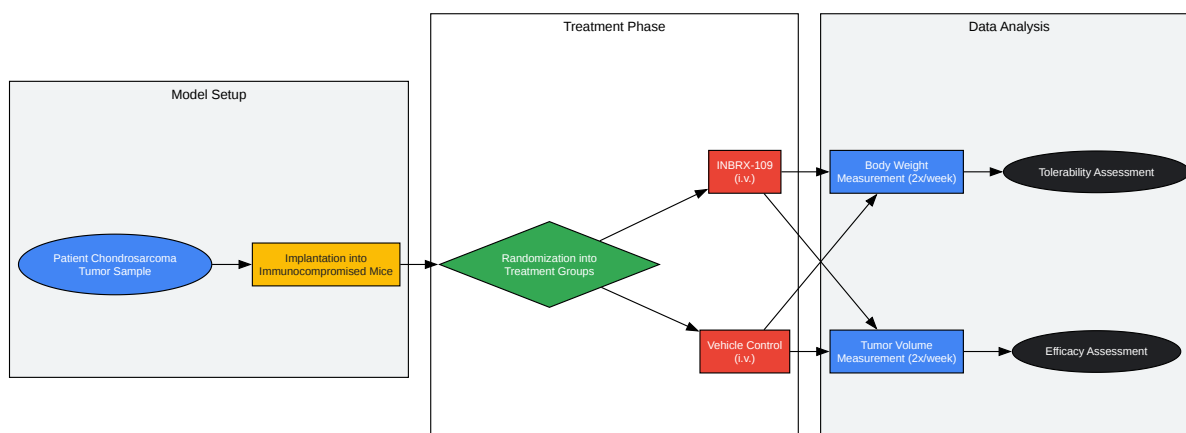 Model Setup
Patient Chondrosarcoma
Tumor Sample
Implantation into
Immunocompromised Mice
Treatment Phase
Randomization into
Treatment Groups
INBRX-109
(i.v.)
Vehicle Control
(i.v.)
Data Analysis
Body Weight
Measurement (2x/week)
Tolerability Assessment
Tumor Volume
Measurement (2x/week)
Efficacy Assessment